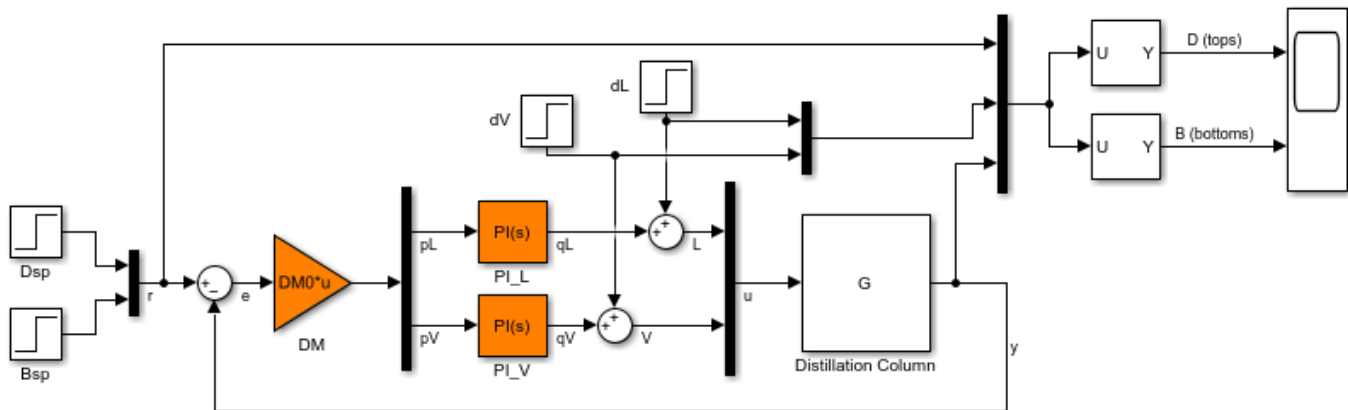 D (tops)
U Y
dL
dV
B (bottoms)
U Y
Dsp
PI(s)
+ +
pL
qL
L
PI_L
DM0*u
G
+ −
r
e
u
PI(s)
+ +
pV
qV
V
DM
PI_V
Distillation Column
y
Bsp